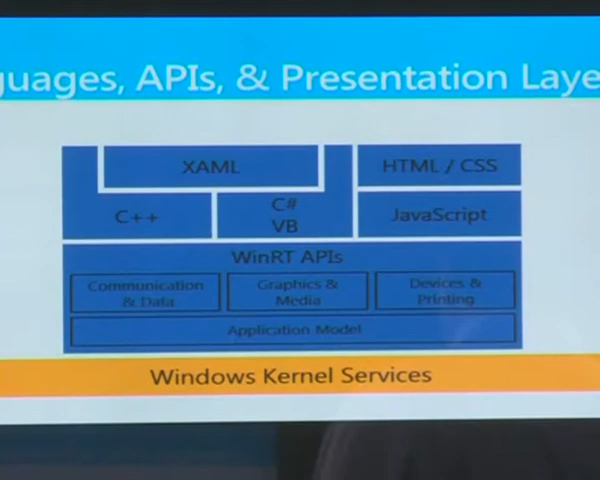 guages, APIs, & Presentation Laye
XAML
HTML / CSS
C++
C#
VB
JavaScript
WinRT APIs
Communication
& Data
Graphics &
Media
Devices &
Printing
Application Model
Windows Kernel Services